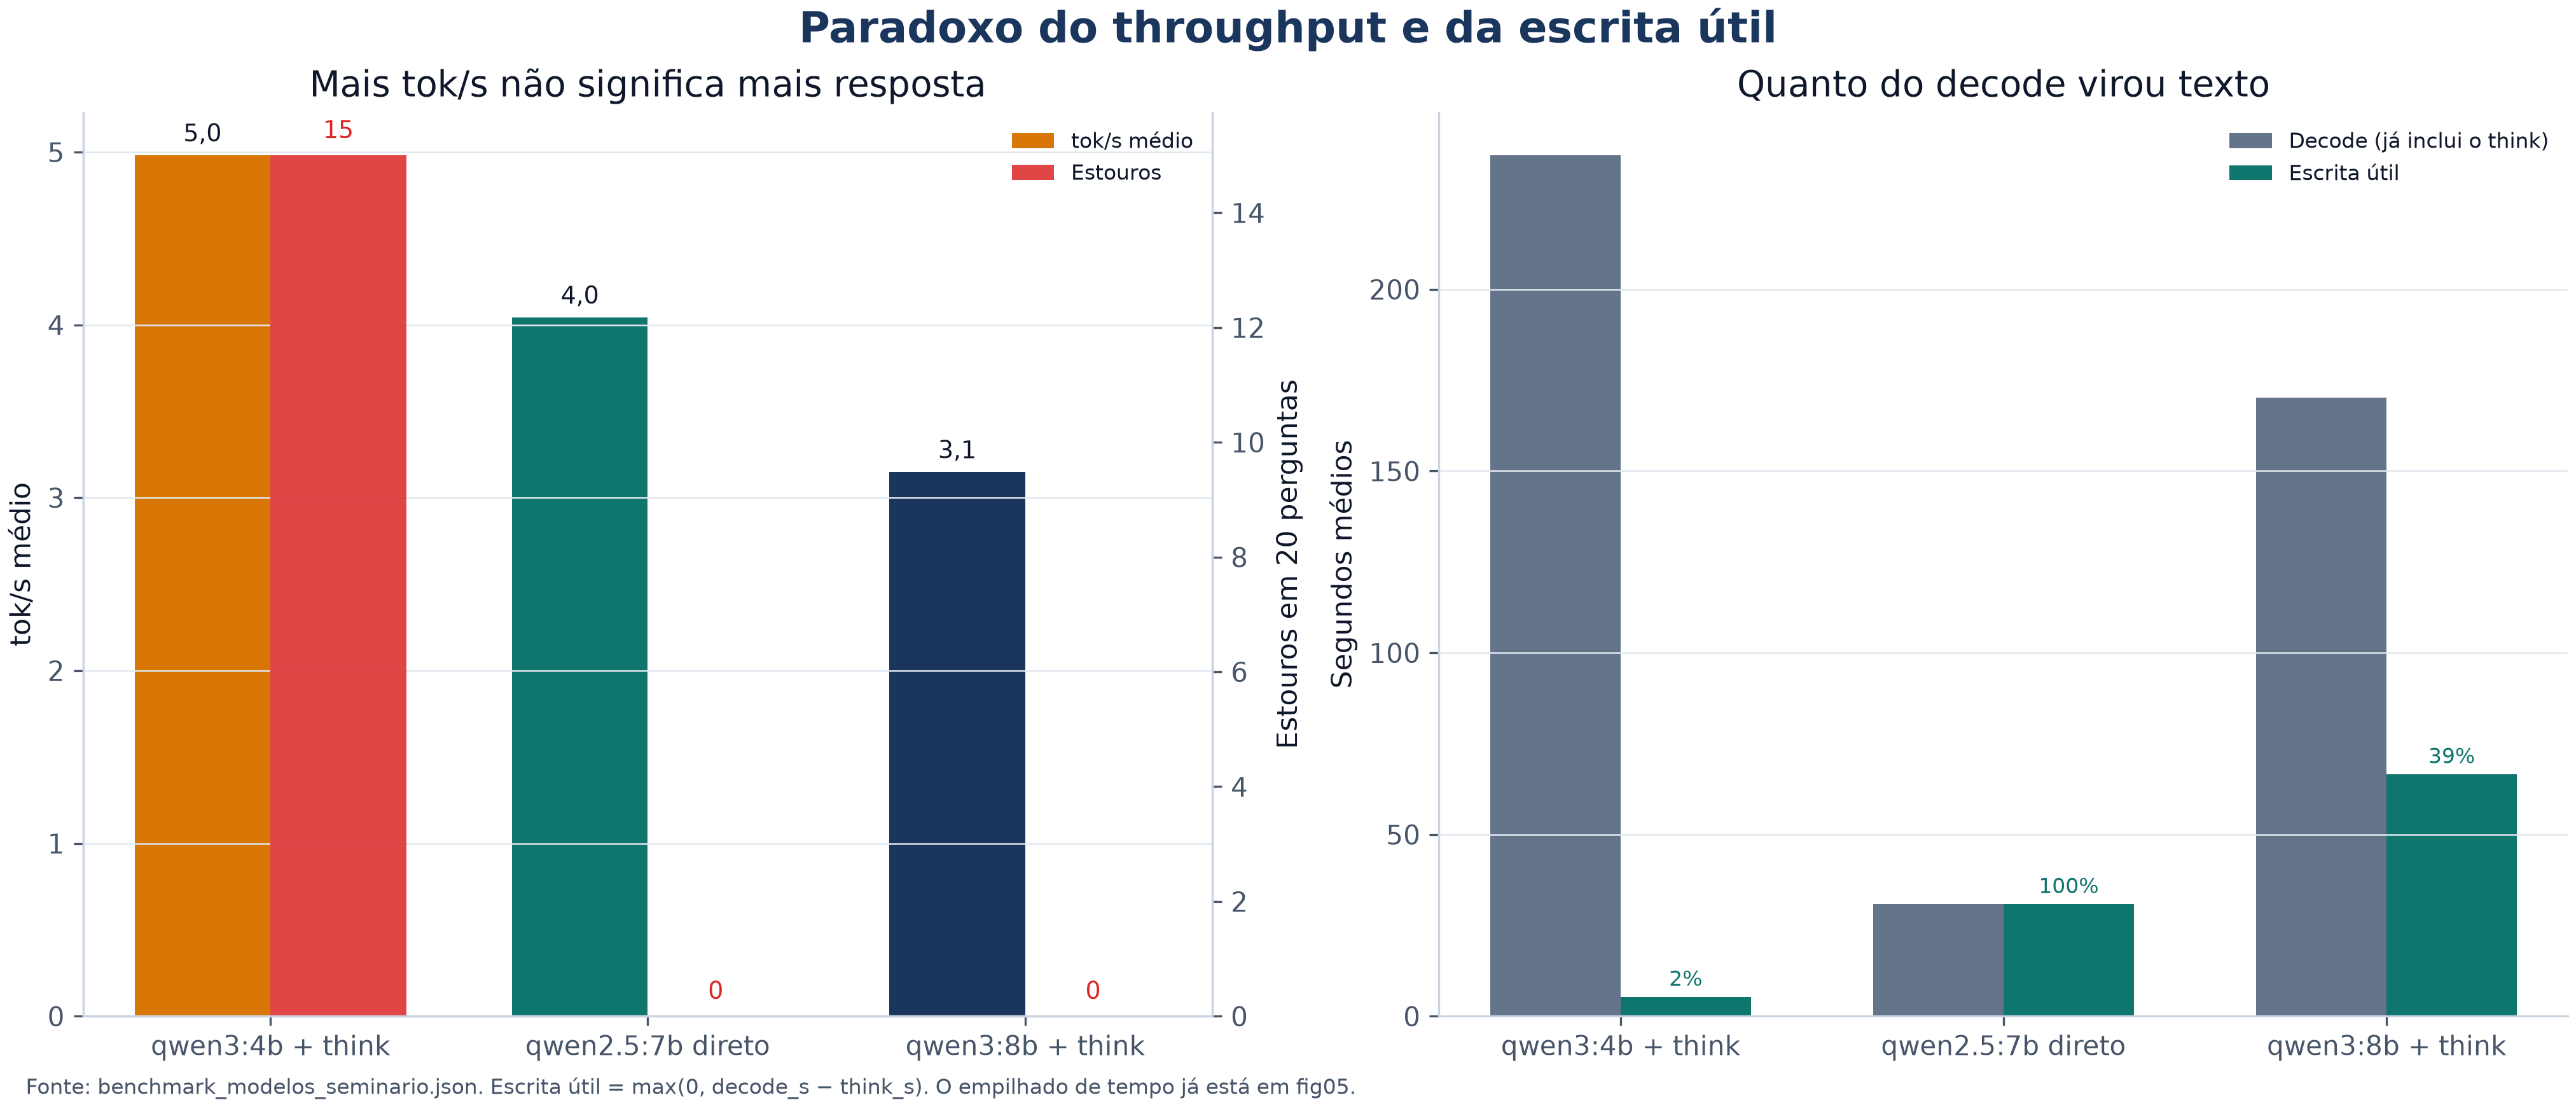 Paradoxo do throughput e da escrita útil
Mais tok/s não significa mais resposta
tok/s médio
Estouros
5,0
15
4,0
0
3,1
0
5
4
3
2
1
0
tok/s médio
14
12
10
8
6
4
2
0
Estouros em 20 perguntas
qwen3:4b + think
qwen2.5:7b direto
qwen3:8b + think
Quanto do decode virou texto
Decode (já inclui o think)
Escrita útil
2%
100%
39%
200
150
100
50
0
Segundos médios
qwen3:4b + think
qwen2.5:7b direto
qwen3:8b + think
Fonte: benchmark_modelos_seminario.json. Escrita útil = max(0, decode_s − think_s). O empilhado de tempo já está em fig05.